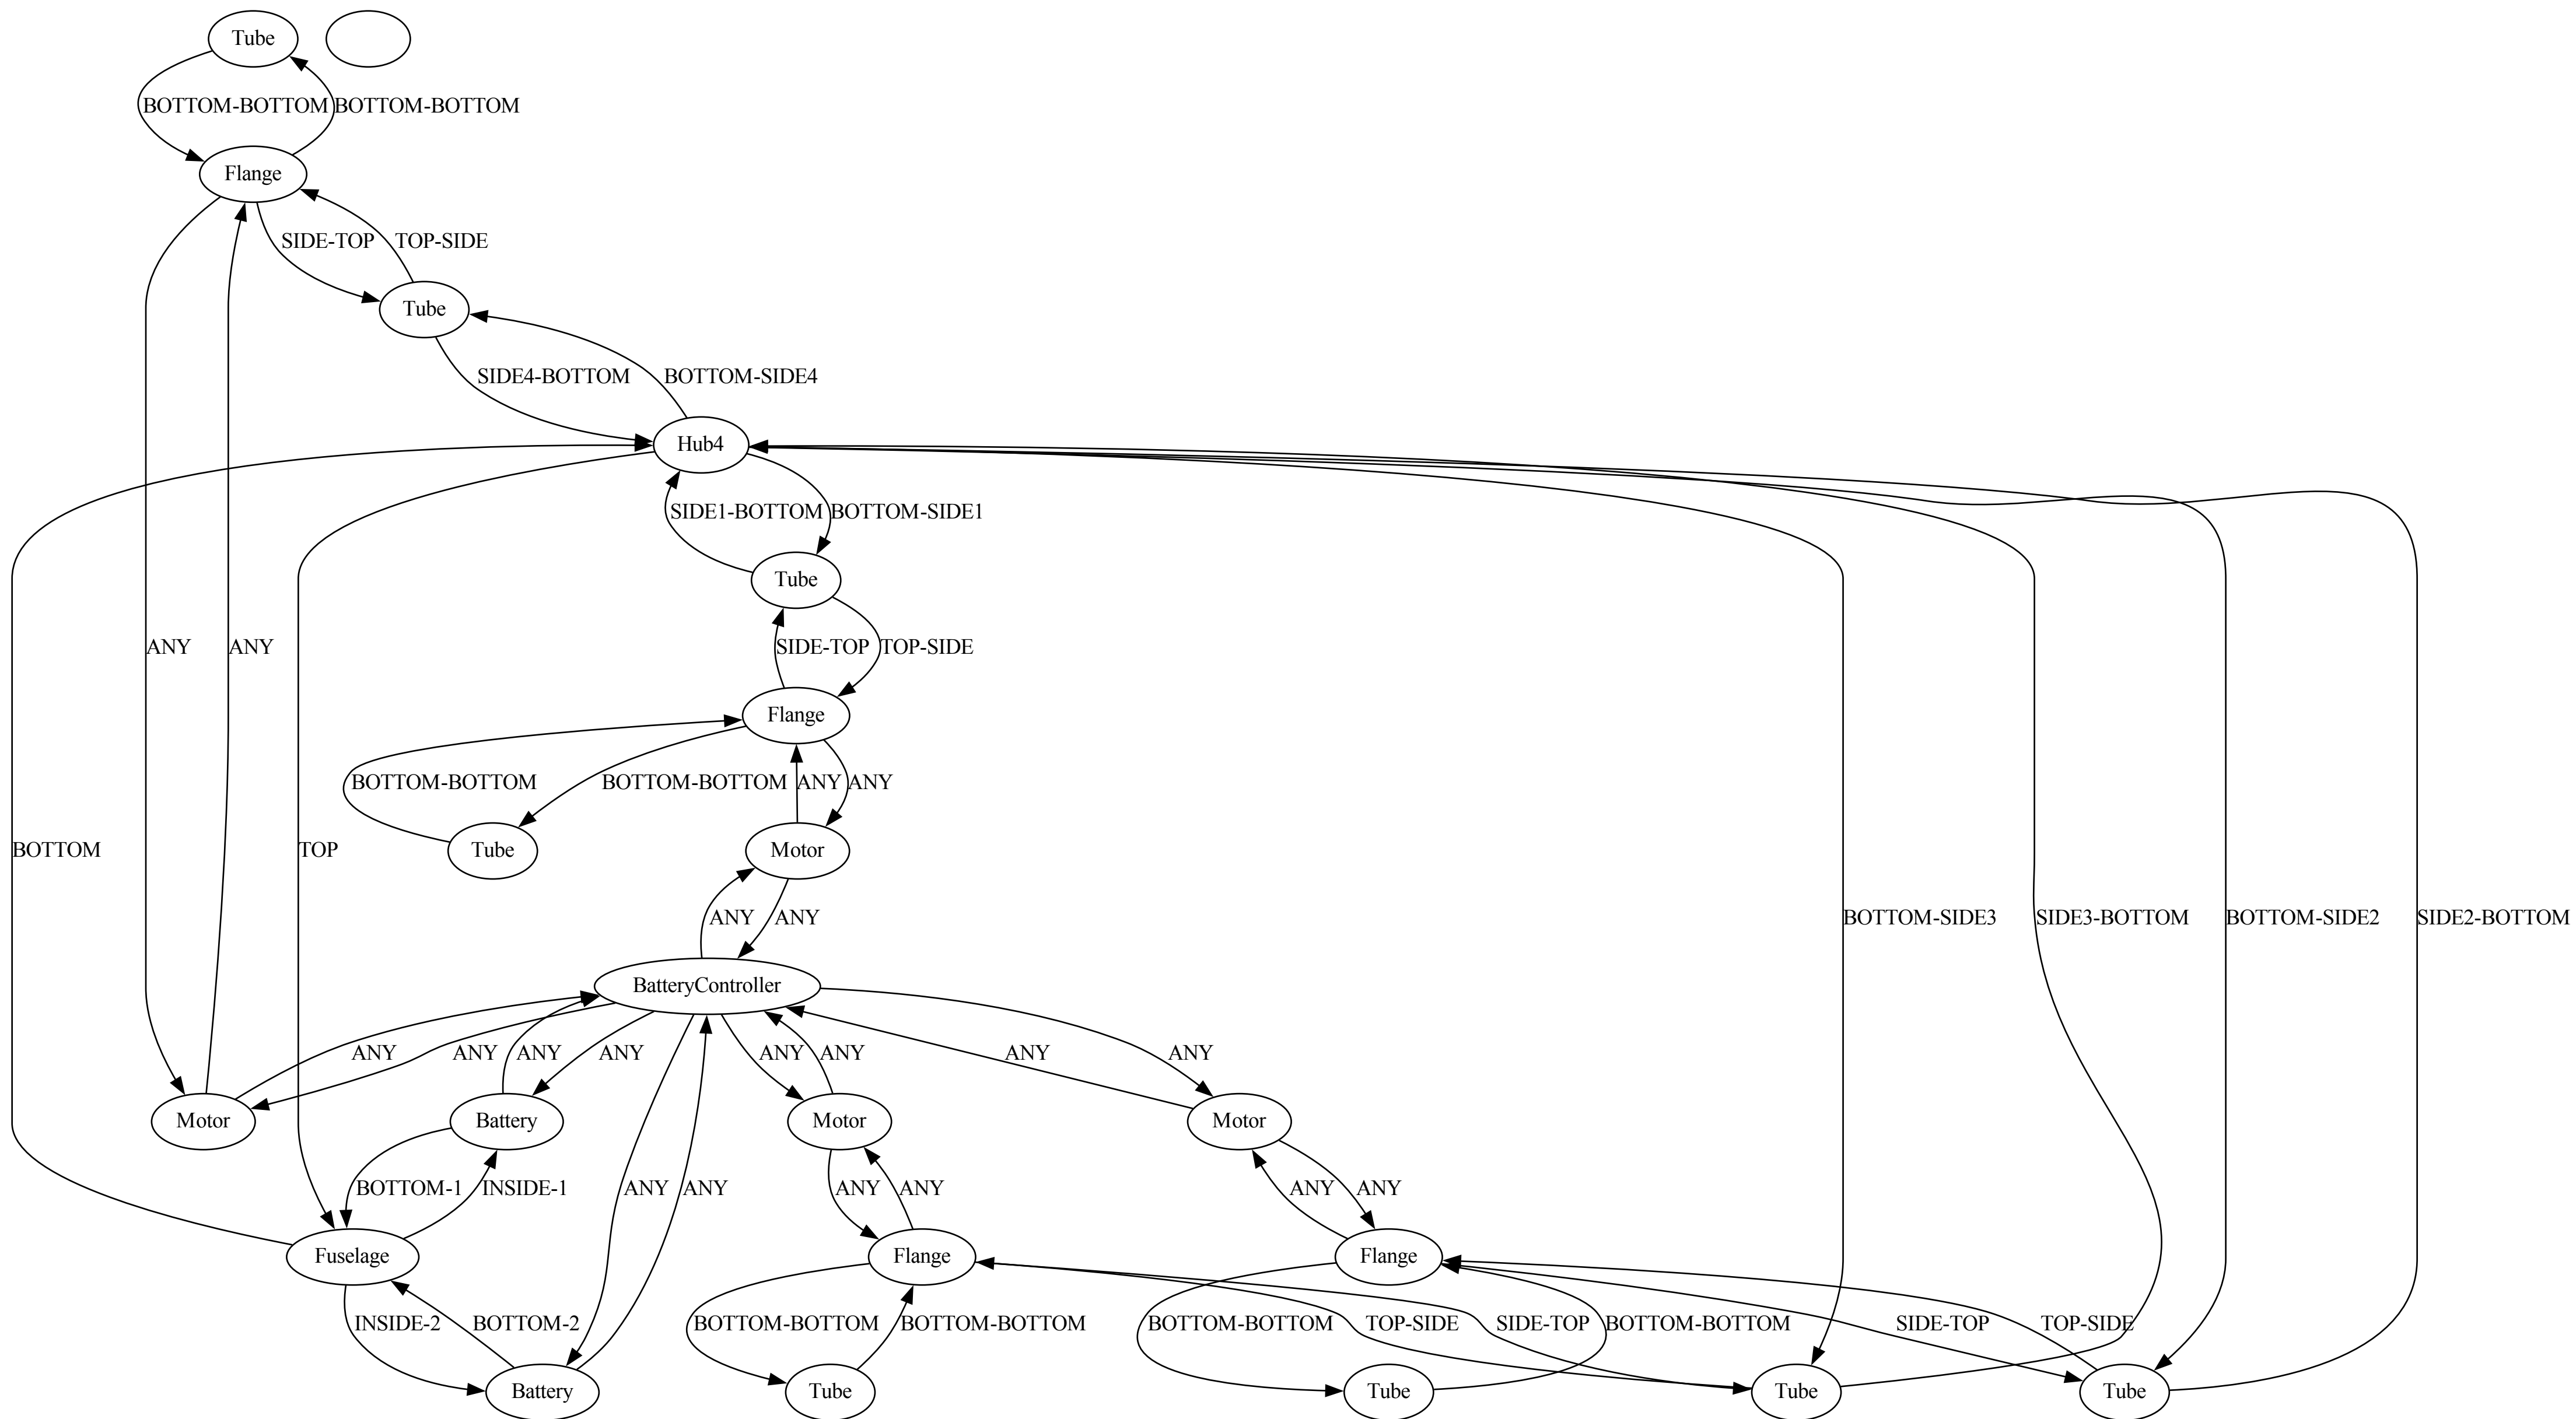 Tube
BOTTOM-BOTTOM
BOTTOM-BOTTOM
Flange
SIDE-TOP
TOP-SIDE
Tube
SIDE4-BOTTOM
BOTTOM-SIDE4
Hub4
SIDE1-BOTTOM
BOTTOM-SIDE1
Tube
ANY
ANY
SIDE-TOP
TOP-SIDE
Flange
BOTTOM-BOTTOM
BOTTOM-BOTTOM
ANY
ANY
BOTTOM
TOP
Tube
Motor
ANY
ANY
BOTTOM-SIDE3
SIDE3-BOTTOM
BOTTOM-SIDE2
SIDE2-BOTTOM
BatteryController
ANY
ANY
ANY
ANY
ANY
ANY
ANY
ANY
Motor
Battery
Motor
Motor
BOTTOM-1
INSIDE-1
ANY
ANY
ANY
ANY
ANY
ANY
Fuselage
Flange
Flange
INSIDE-2
BOTTOM-2
BOTTOM-BOTTOM
BOTTOM-BOTTOM
BOTTOM-BOTTOM
TOP-SIDE
SIDE-TOP
BOTTOM-BOTTOM
SIDE-TOP
TOP-SIDE
Battery
Tube
Tube
Tube
Tube